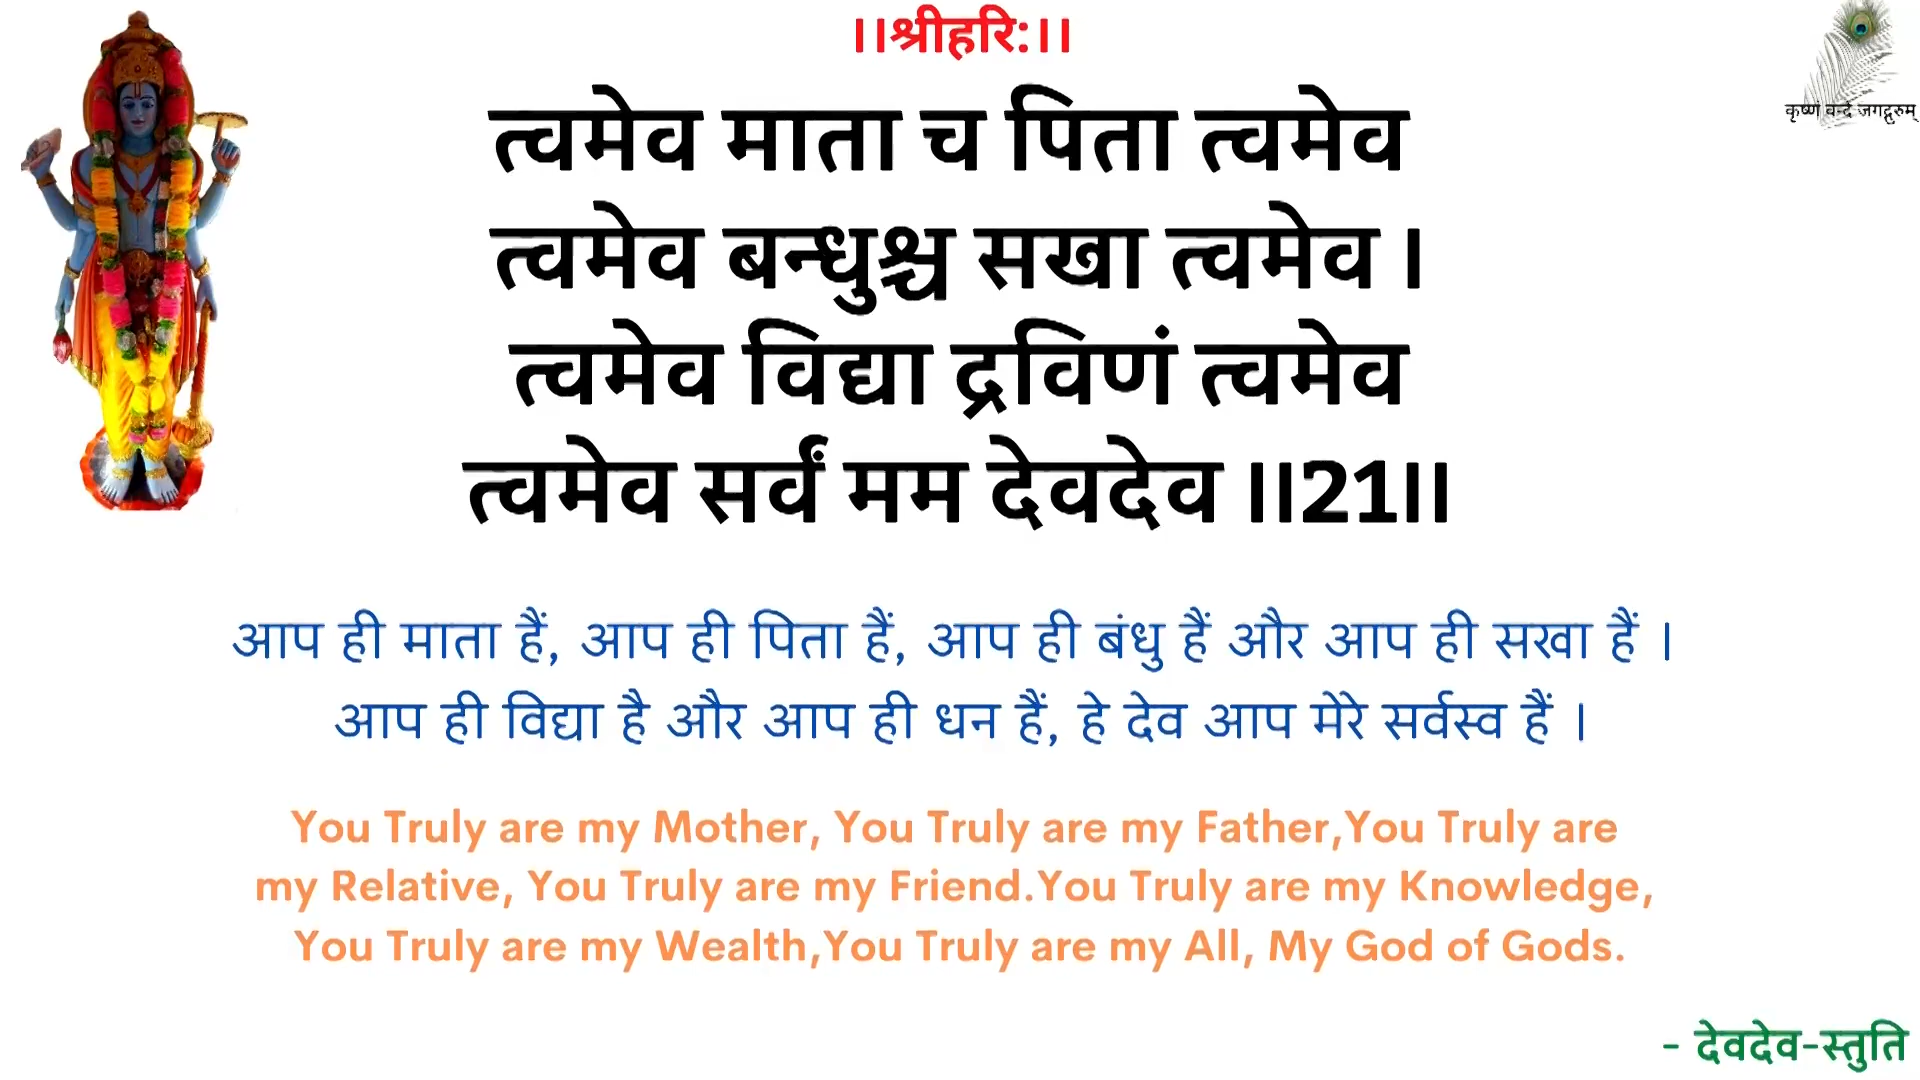 ।।श्रीहरि:।।
कृष्णं वन्दे जगद्गुरुम्
त्वमेव माता च पिता त्वमेव
त्वमेव बन्धुश्च सखा त्वमेव ।
त्वमेव विद्या द्रविणं त्वमेव
त्वमेव सर्वं मम देवदेव ।।21।।
आप ही माता हैं, आप ही पिता हैं, आप ही बंधु हैं और आप ही सखा हैं ।
आप ही विद्या है और आप ही धन हैं, हे देव आप मेरे सर्वस्व हैं ।
You Truly are my Mother, You Truly are my Father,You Truly are
my Relative, You Truly are my Friend.You Truly are my Knowledge,
You Truly are my Wealth,You Truly are my All, My God of Gods.
- देवदेव-स्तुति